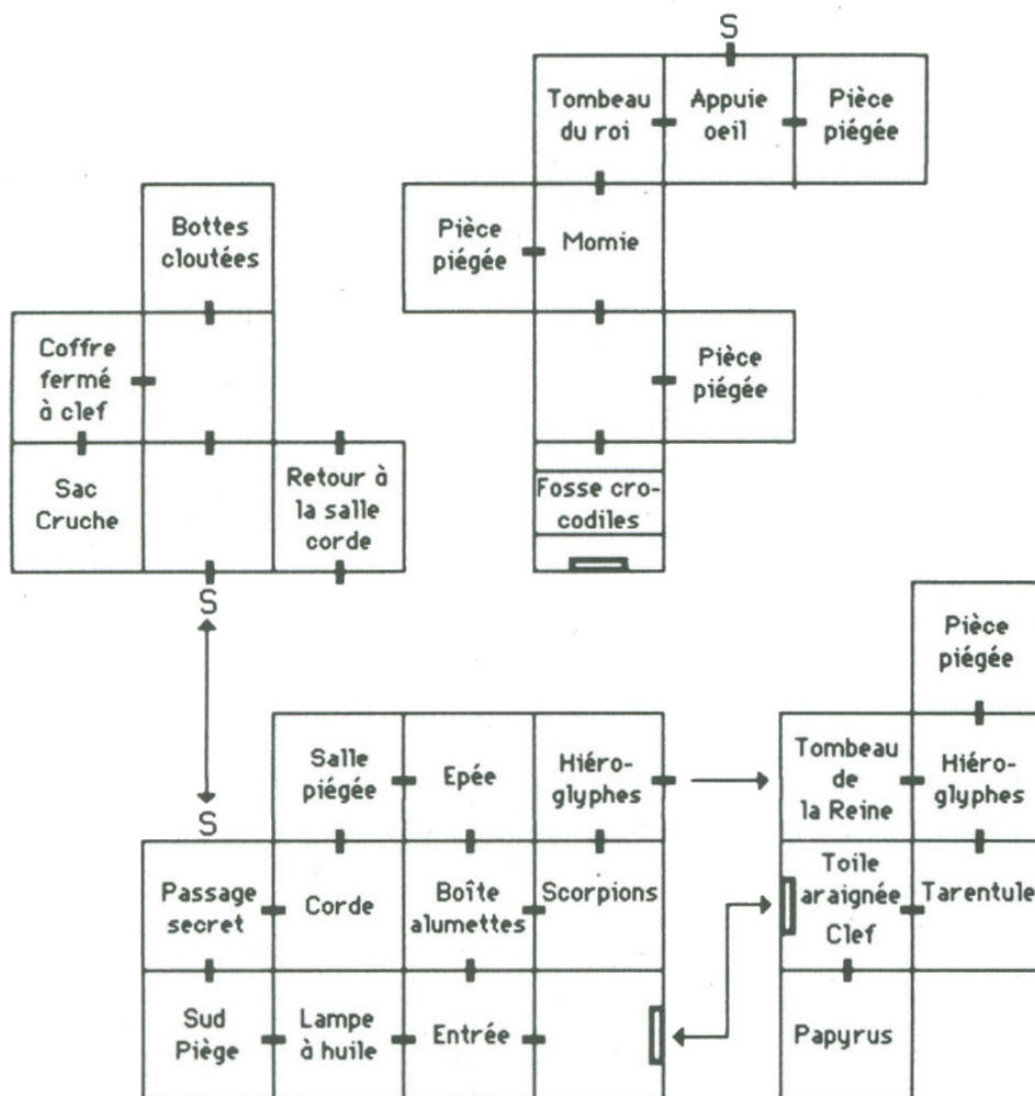 S
Tombeau
du roi
Appuie
oeil
Pièce
piégée
Bottes
cloutées
Pièce
piégée
Momie
Coffre
fermé
à clef
Pièce
piégée
Sac
Cruche
Retour à
la salle
corde
Fosse cro-
codiles
S
Pièce
piégée
Salle
piégée
Epée
Hiéro-
glyphes
Tombeau
de
la Reine
Hiéro-
glyphes
S
Passage
secret
Corde
Boîte
alumettes
Scorpions
Toile
araignée
Clef
Tarentule
Sud
Piège
Lampe
à huile
Entrée
Papyrus